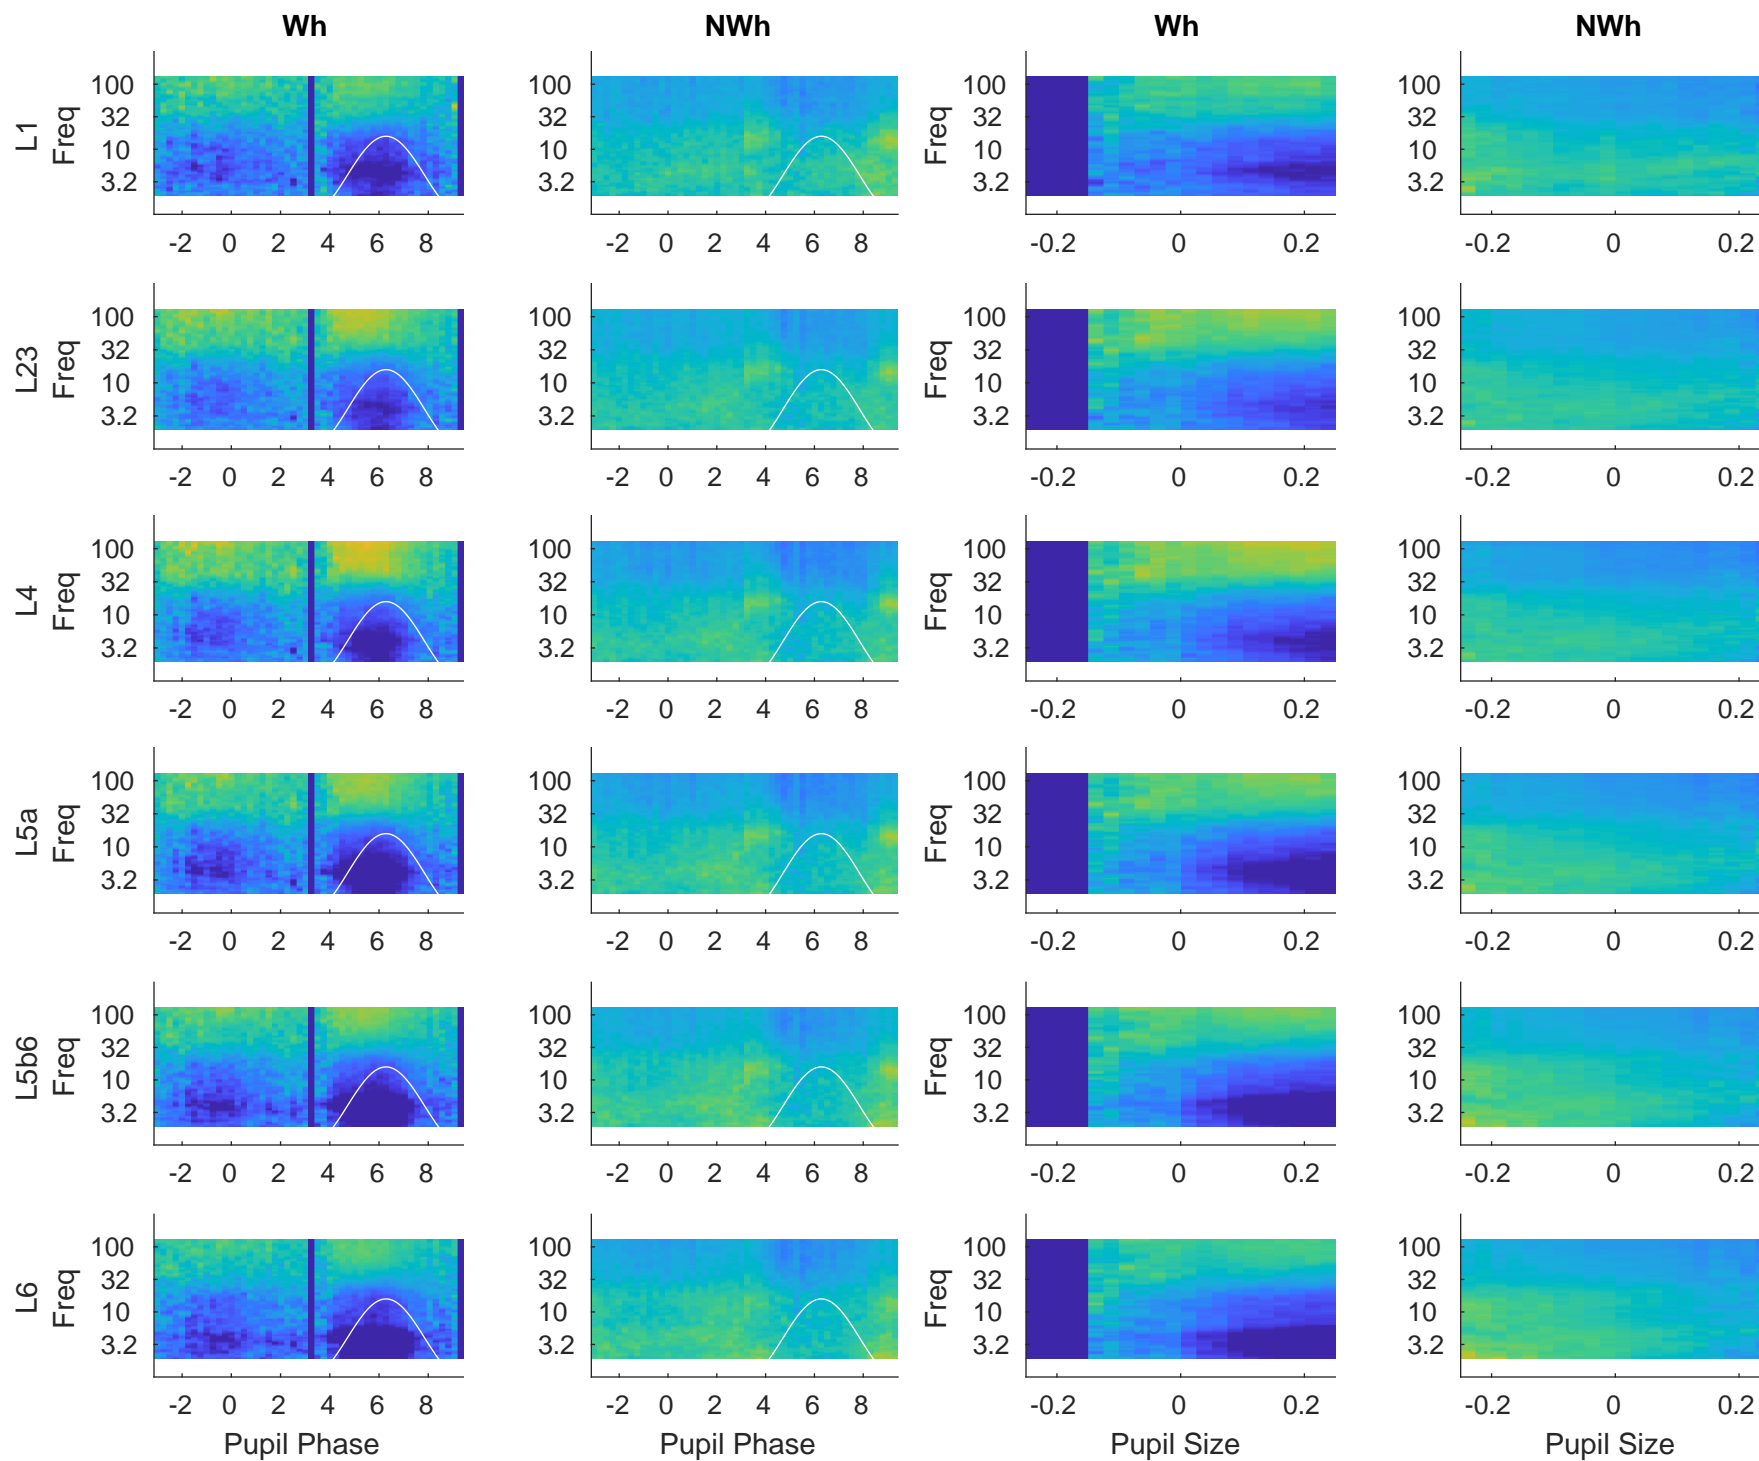 Wh NWh Wh NWh
L1 Freq 100 32 10 3.2 100 32 10 3.2 Freq 100 32 10 3.2 100 32 10 3.2
-2 0 2 4 6 8 -2 0 2 4 6 8 -0.2 0 0.2 -0.2 0 0.2
L23 Freq 100 32 10 3.2 100 32 10 3.2 Freq 100 32 10 3.2 100 32 10 3.2
-2 0 2 4 6 8 -2 0 2 4 6 8 -0.2 0 0.2 -0.2 0 0.2
L4 Freq 100 32 10 3.2 100 32 10 3.2 Freq 100 32 10 3.2 100 32 10 3.2
-2 0 2 4 6 8 -2 0 2 4 6 8 -0.2 0 0.2 -0.2 0 0.2
L5a Freq 100 32 10 3.2 100 32 10 3.2 Freq 100 32 10 3.2 100 32 10 3.2
-2 0 2 4 6 8 -2 0 2 4 6 8 -0.2 0 0.2 -0.2 0 0.2
L5b6 Freq 100 32 10 3.2 100 32 10 3.2 Freq 100 32 10 3.2 100 32 10 3.2
-2 0 2 4 6 8 -2 0 2 4 6 8 -0.2 0 0.2 -0.2 0 0.2
L6 Freq 100 32 10 3.2 100 32 10 3.2 Freq 100 32 10 3.2 100 32 10 3.2
-2 0 2 4 6 8 -2 0 2 4 6 8 -0.2 0 0.2 -0.2 0 0.2
Pupil Phase Pupil Phase Pupil Size Pupil Size